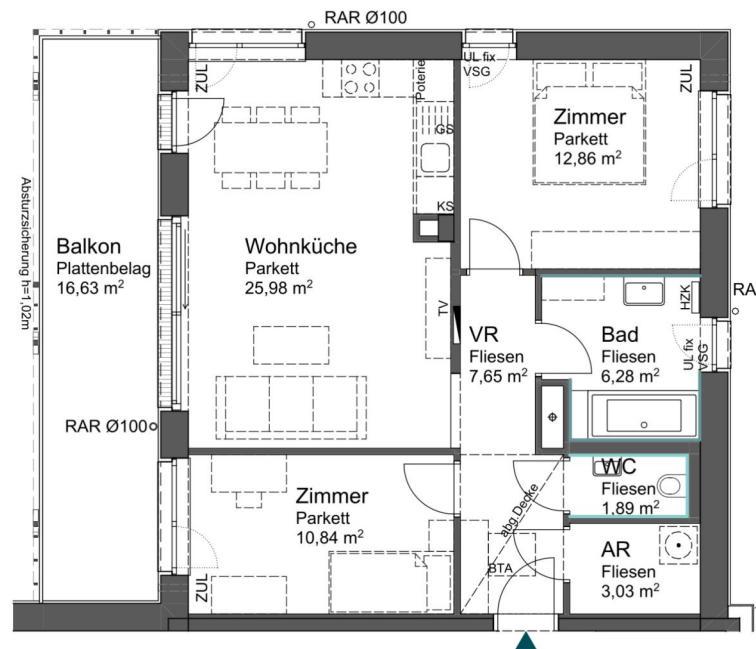 RAR Ø100
ZUL
Poterie
GS
KS
UL fix
VSG
ZUL
Zimmer
Parkett
12,86 m²
Absturzsicherung h=1,02m
Balkon
Plattenbelag
16,63 m²
Wohnküche
Parkett
25,98 m²
TV
VR
Fliesen
7,65 m²
HZK
Bad
Fliesen
6,28 m²
UL fix
VSG
RA
RAR Ø100
Zimmer
Parkett
10,84 m²
ZUL
abg.Decke
BTA
WC
Fliesen
1,89 m²
AR
Fliesen
3,03 m²